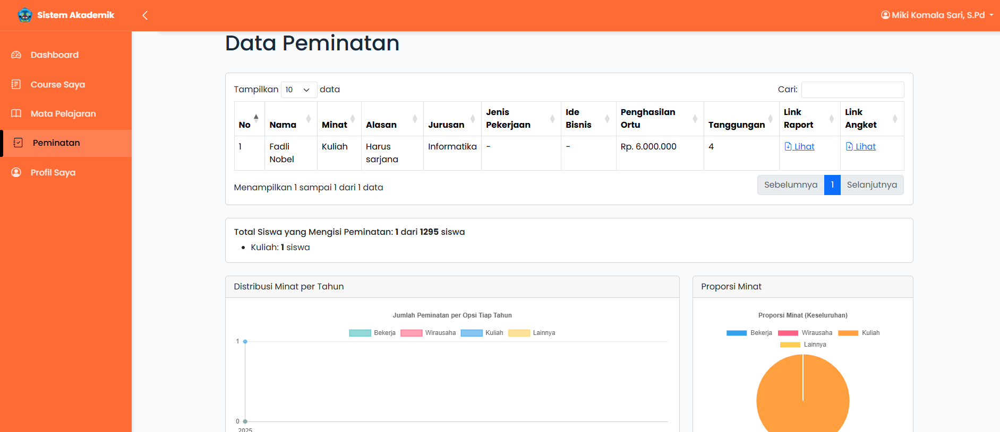 Sistem Akademik
Miki Komala Sari, S.Pd
Dashboard
Course Saya
Mata Pelajaran
Peminatan
Profil Saya
Data Peminatan
Tampilkan 10 data
Cari:
No Nama Minat Alasan Jurusan Jenis Pekerjaan Ide Bisnis Penghasilan Ortu Tanggungan Link Raport Link Angket
1 Fadli Nobel Kuliah Harus sarjana Informatika - - Rp. 6.000.000 4 Lihat Lihat
Menampilkan 1 sampai 1 dari 1 data
Sebelumnya 1 Selanjutnya
Total Siswa yang Mengisi Peminatan: 1 dari 1295 siswa
• Kuliah: 1 siswa
Distribusi Minat per Tahun
Jumlah Peminatan per Opsi Tiap Tahun
Bekerja Wirausaha Kuliah Lainnya
1
0
2025
Proporsi Minat
Proporsi Minat (Keseluruhan)
Bekerja Wirausaha Kuliah
Lainnya